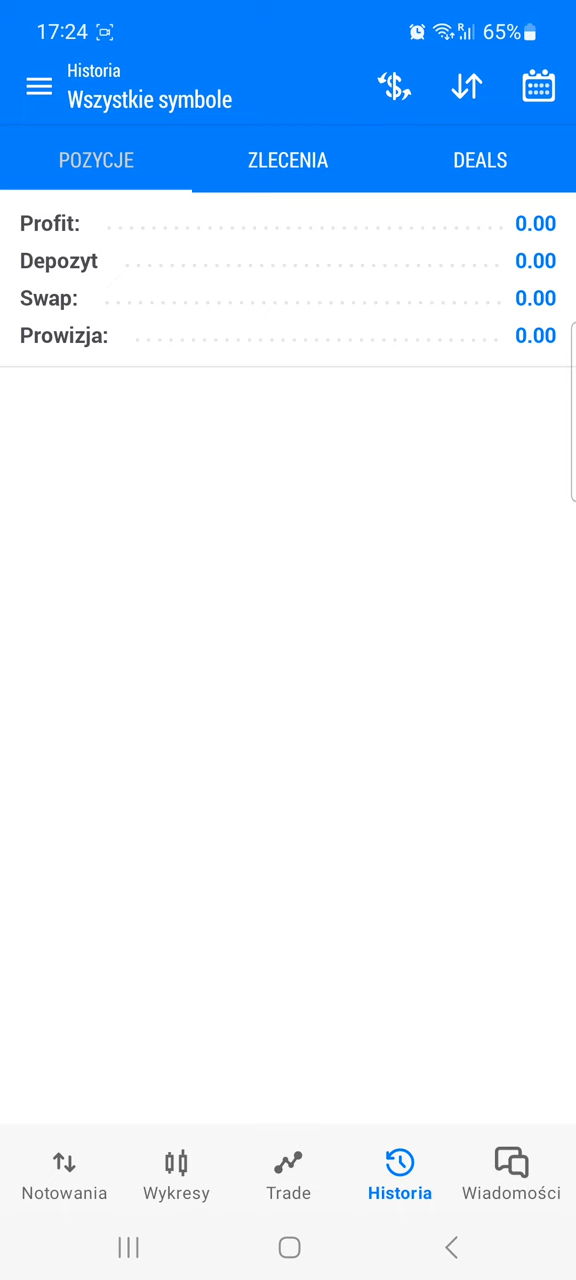 17:24
R
65%
Historia
Wszystkie symbole
POZYCJE ZLECENIA DEALS
Profit: 0.00
Depozyt 0.00
Swap: 0.00
Prowizja: 0.00
Notowania Wykresy Trade Historia Wiadomości